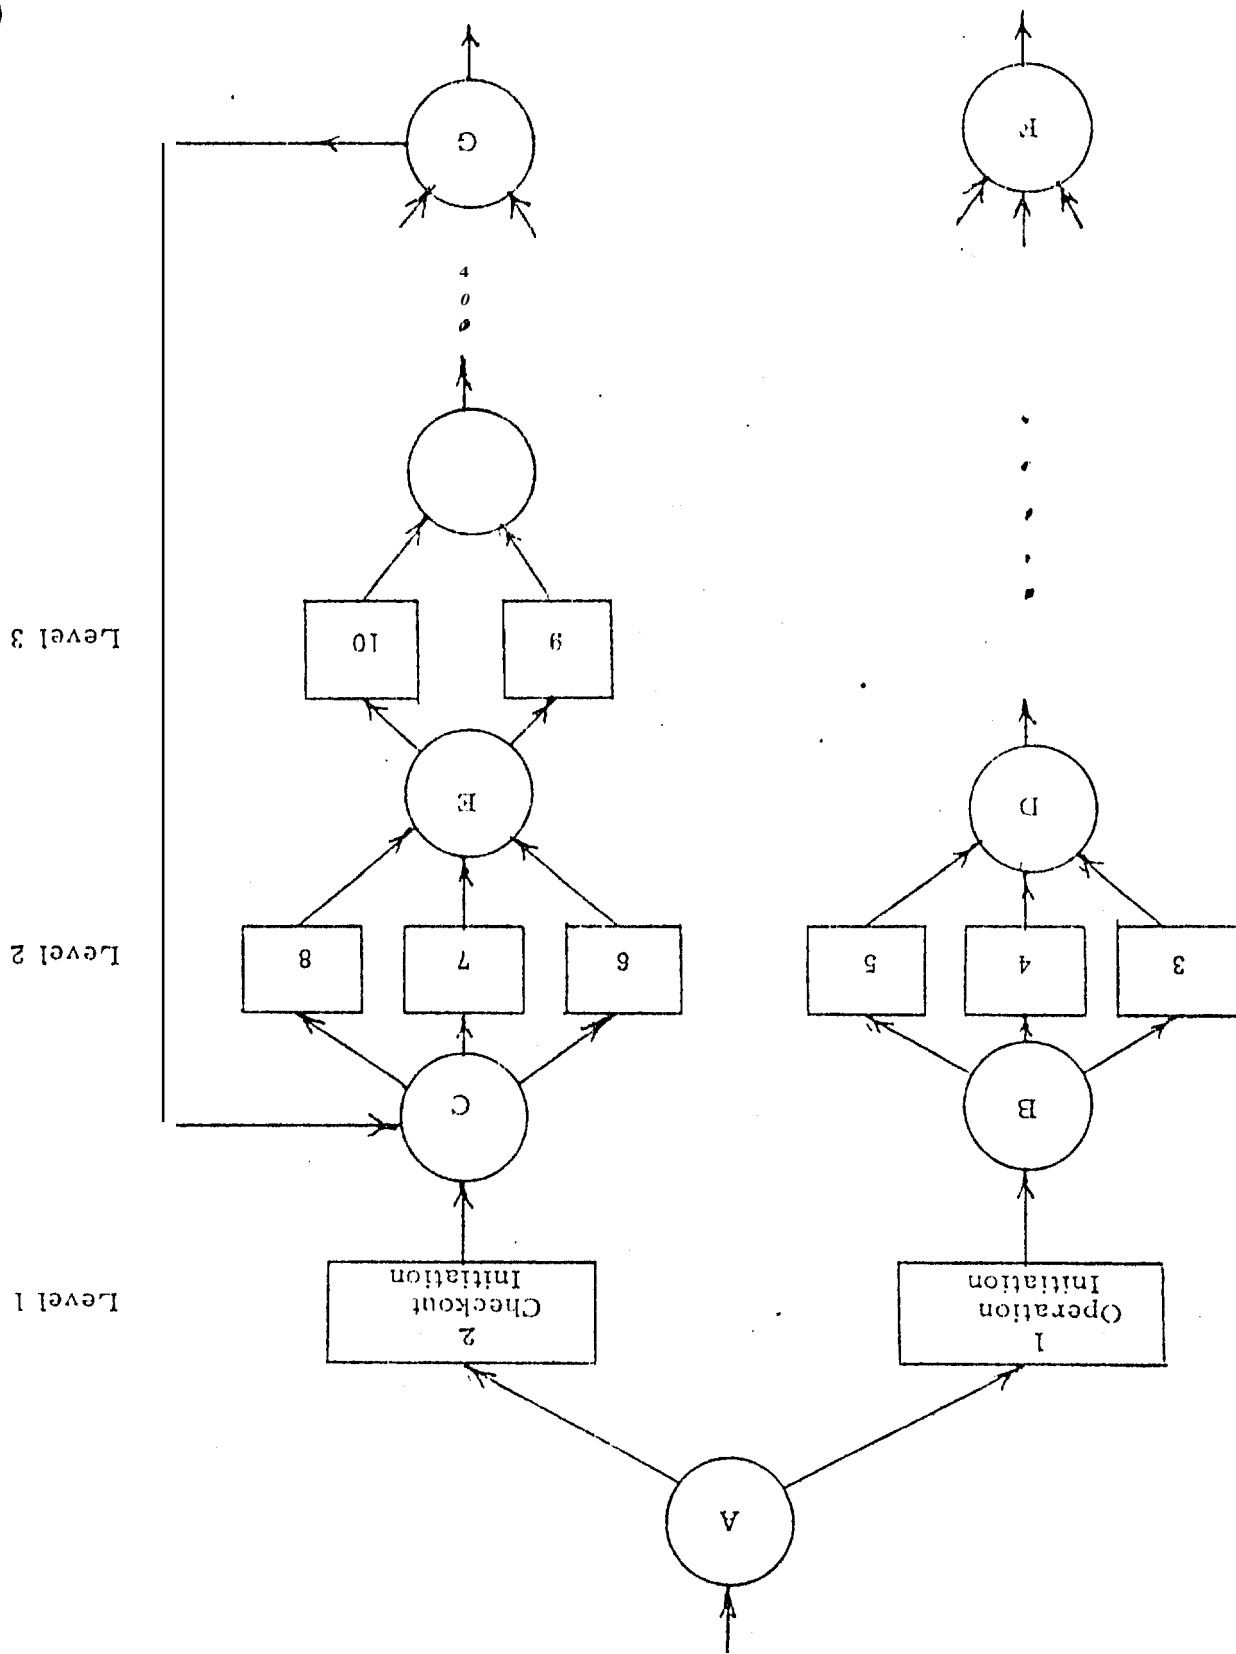 A
1
Operation
Initiation
2
Checkout
Initiation
Level 1
B
C
3
4
5
6
7
8
Level 2
D
E
9
10
Level 3
F
G